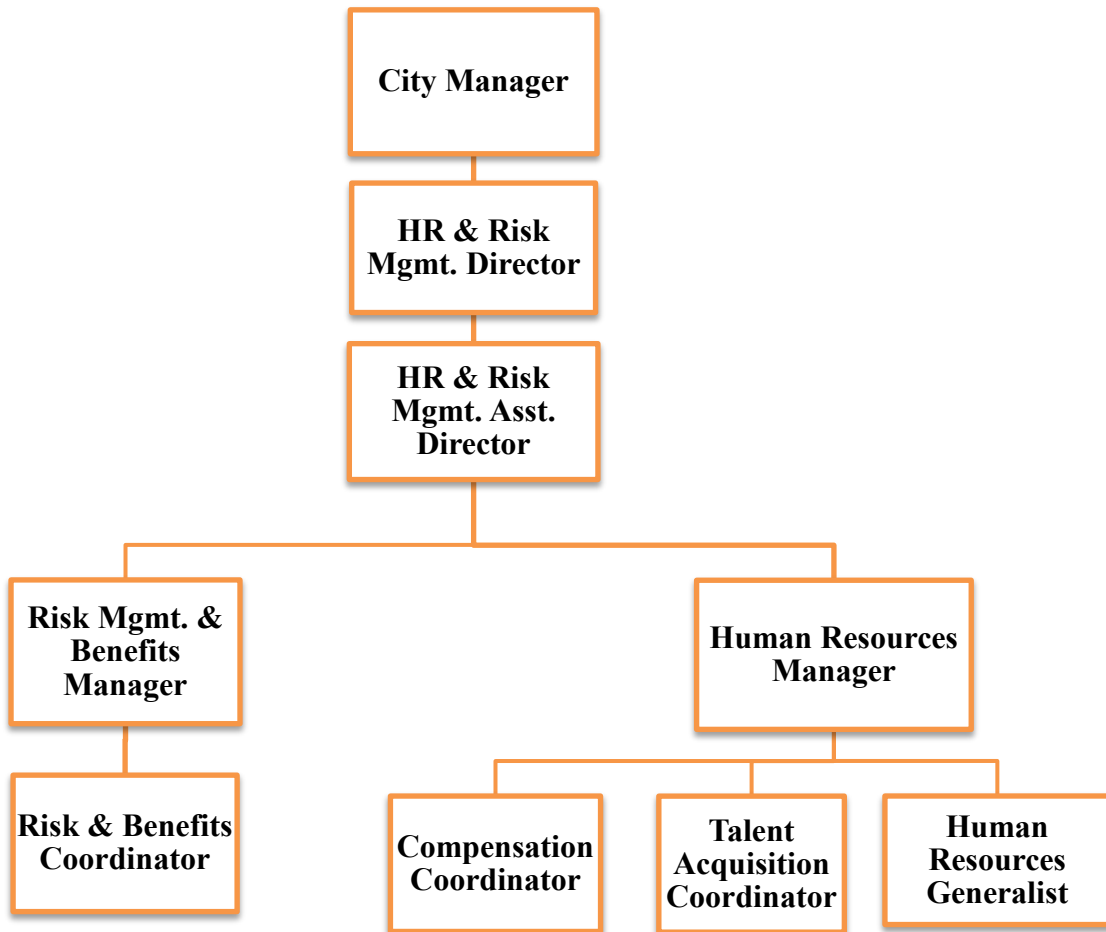 City Manager
HR & Risk
Mgmt. Director
HR & Risk
Mgmt. Asst.
Director
Risk Mgmt. &
Benefits
Manager
Human Resources
Manager
Risk & Benefits
Coordinator
Compensation
Coordinator
Talent
Acquisition
Coordinator
Human
Resources
Generalist